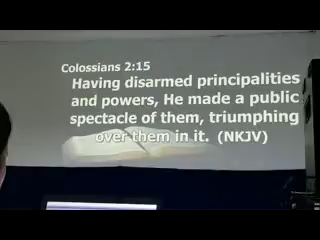 Colossians 2:15
Having disarmed principalities
and powers, He made a public
spectacle of them, triumphing
over them in it. (NKJV)